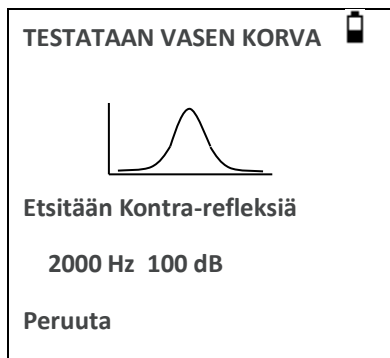 TESTATAAN VASEN KORVA
Etsitään Kontra-refleksiä
2000 Hz 100 dB
Peruuta